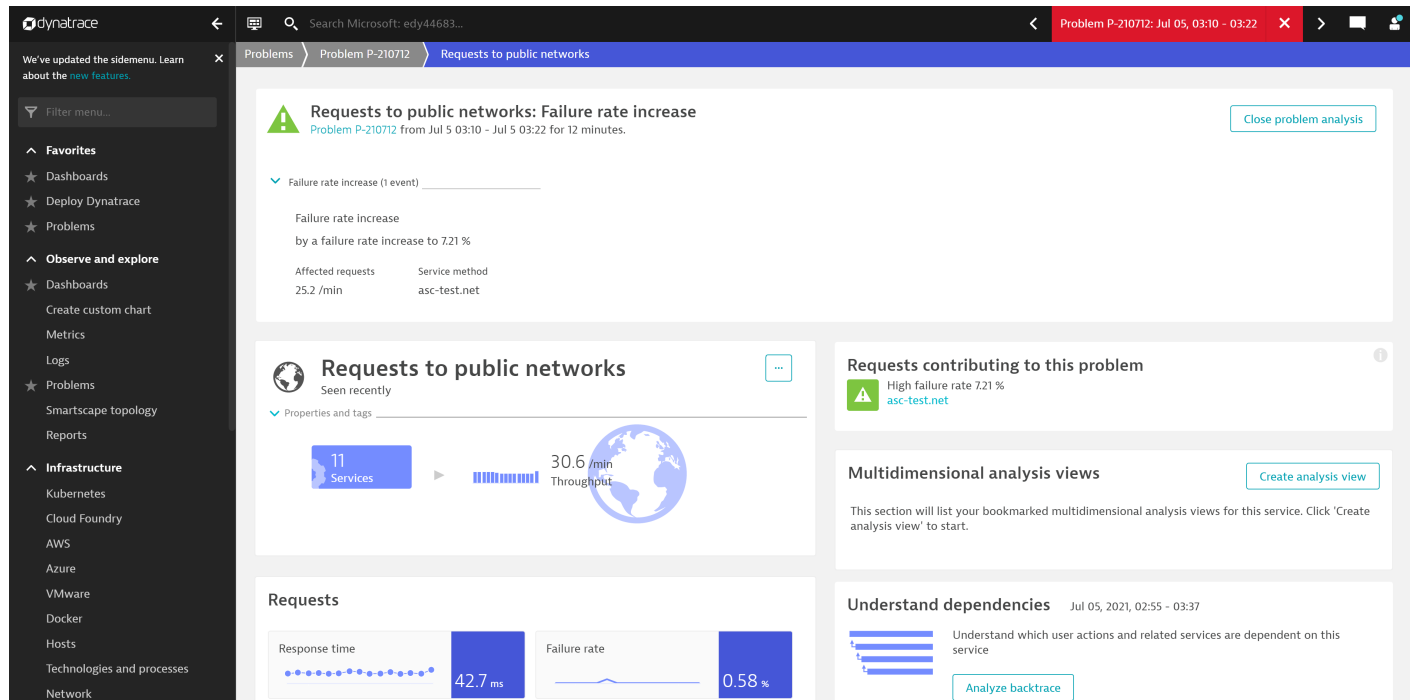 dynatrace
Search Microsoft: edy44683...
Problem P-210712: Jul 05, 03:10 - 03:22
We've updated the sidemenu. Learn
about the new features.
Filter menu...
Favorites
Dashboards
Deploy Dynatrace
Problems
Observe and explore
Dashboards
Create custom chart
Metrics
Logs
Problems
Smartscape topology
Reports
Infrastructure
Kubernetes
Cloud Foundry
AWS
Azure
VMware
Docker
Hosts
Technologies and processes
Network
Problems
Problem P-210712
Requests to public networks
Requests to public networks: Failure rate increase
Problem P-210712 from Jul 5 03:10 - Jul 5 03:22 for 12 minutes.
Close problem analysis
Failure rate increase (1 event)
Failure rate increase
by a failure rate increase to 7.21 %
Affected requests Service method
25.2 /min asc-test.net
Requests to public networks
...
Seen recently
Properties and tags
11
Services
30.6 /min
Throughput
Requests
Response time
42.7 ms
Failure rate
0.58 %
Requests contributing to this problem
High failure rate 7.21 %
asc-test.net
Multidimensional analysis views
Create analysis view
This section will list your bookmarked multidimensional analysis views for this service. Click 'Create
analysis view' to start.
Understand dependencies Jul 05, 2021, 02:55 - 03:37
Understand which user actions and related services are dependent on this
service
Analyze backtrace